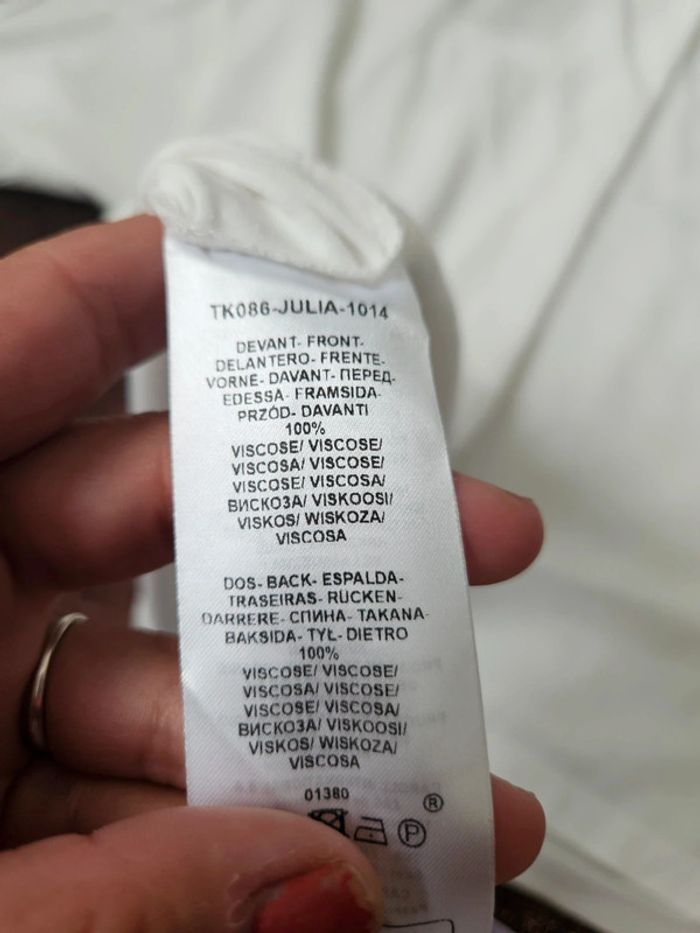 TK086-JULIA-1014
DEVANT- FRONT-
DELANTERO- FRENTE-
VORNE- DAVANT- ПЕРЕД-
EDESSA- FRAMSIDA-
PRZÓD- DAVANTI
100%
VISCOSE/ VISCOSE/
VISCOSA/ VISCOSE/
VISCOSE/ VISCOSA/
ВИСКОЗА/ VISKOOSI/
VISKOS/ WISKOZA/
VISCOSA
DOS- BACK- ESPALDA-
TRASEIRAS- RÜCKEN-
DARRERE- СПИНА- TAKANA-
BAKSIDA- TYŁ- DIETRO
100%
VISCOSE/ VISCOSE/
VISCOSA/ VISCOSE/
VISCOSE/ VISCOSA/
ВИСКОЗА/ VISKOOSI/
VISKOS/ WISKOZA/
VISCOSA
01380
®
P